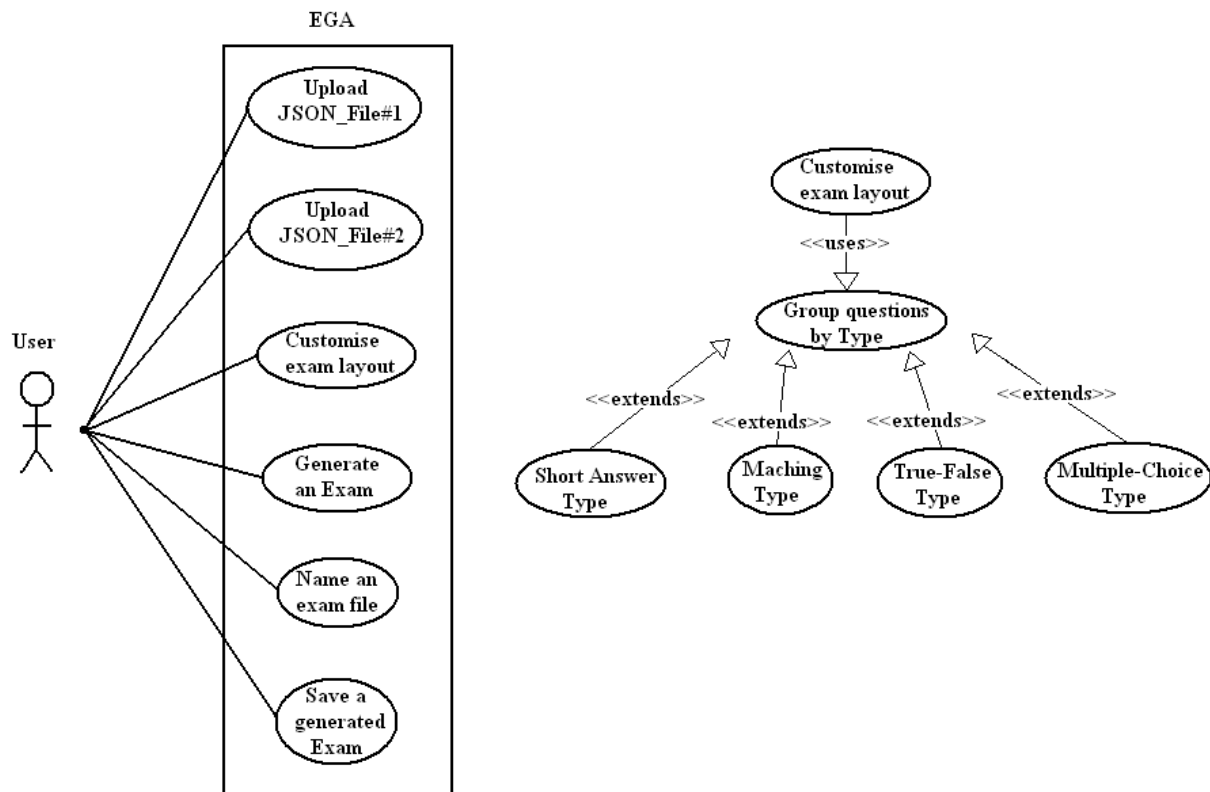 EGA
Upload
JSON_File#1
Upload
JSON_File#2
Customise
exam layout
User
Generate
an Exam
Name an
exam file
Save a
generated
Exam
Customise
exam layout
<<uses>>
Group questions
by Type
<<extends>>
<<extends>>
<<extends>>
<<extends>>
Short Answer
Type
Maching
Type
True-False
Type
Multiple-Choice
Type